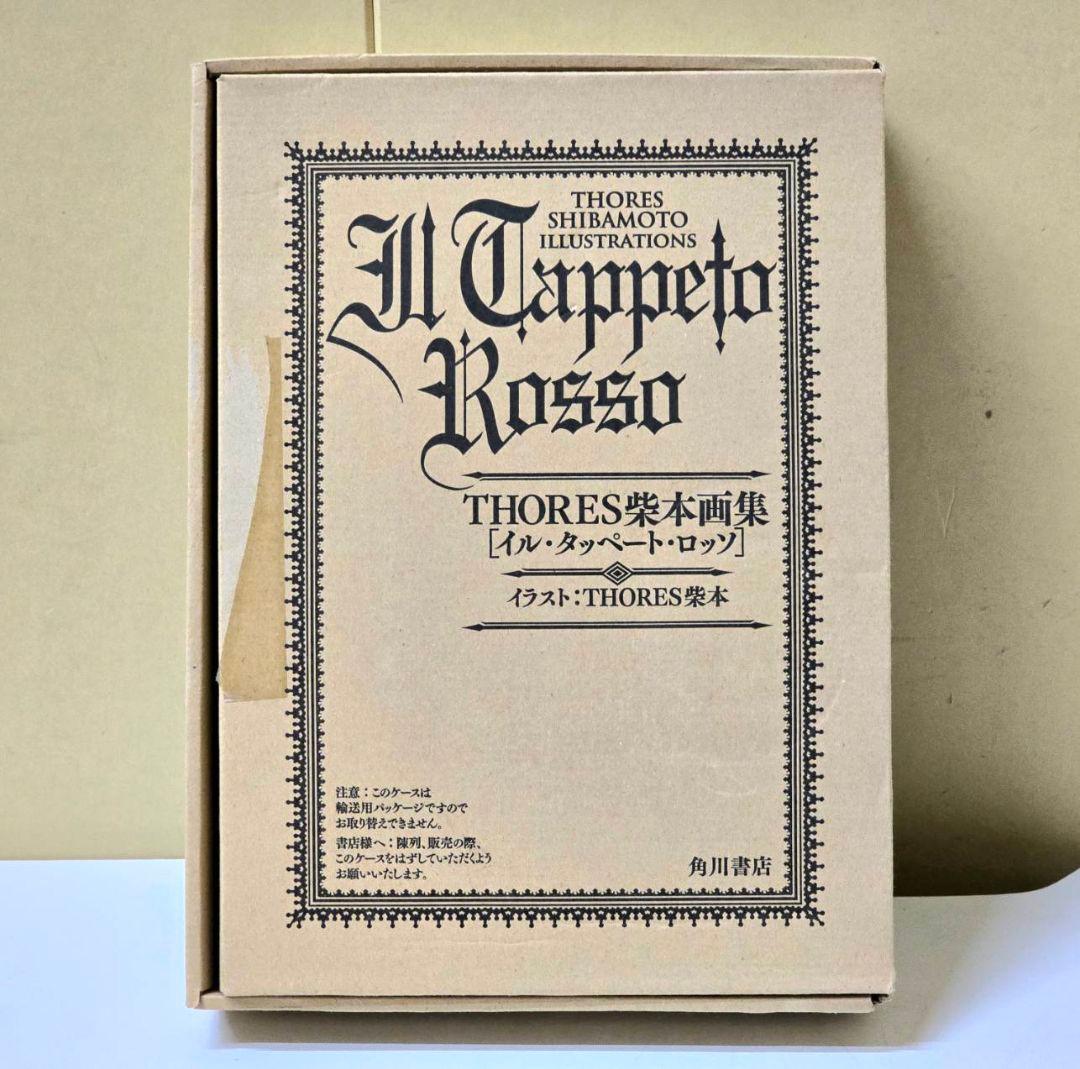 THORES
SHIBAMOTO
ILLUSTRATIONS
Il Tappeto
Rosso
THORES柴本画集
[イル・タッペート・ロッソ]
イラスト:THORES柴本
注意:このケースは
輸送用パッケージですので
お取り替えできません。
書店様へ:陳列、販売の際、
このケースをはずしていただくよう
お願いいたします。
角川書店